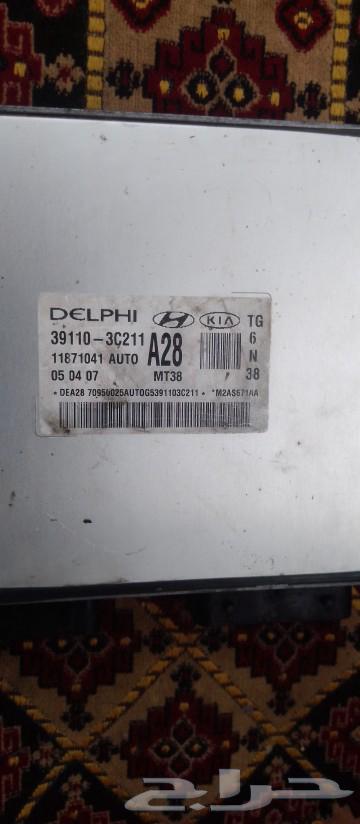 DELPHI KIA TG
39110-3C211 A28 6
11871041 AUTO N
05 04 07 MT38 38
* DEA28 70950025AUTOG5391103C211 * *M2AS671AA
حراج